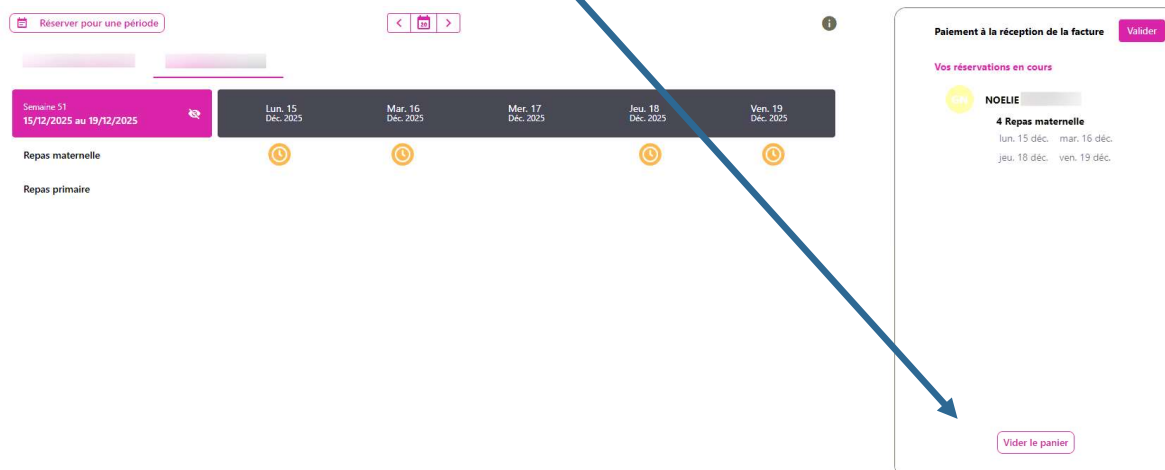 Réserver pour une période
20
Semaine 51
15/12/2025 au 19/12/2025
Lun. 15
Déc. 2025
Mar. 16
Déc. 2025
Mer. 17
Déc. 2025
Jeu. 18
Déc. 2025
Ven. 19
Déc. 2025
Repas maternelle
Repas primaire
Paiement à la réception de la facture
Valider
Vos réservations en cours
NOELIE
4 Repas maternelle
lun. 15 déc. mar. 16 déc.
jeu. 18 déc. ven. 19 déc.
Vider le panier